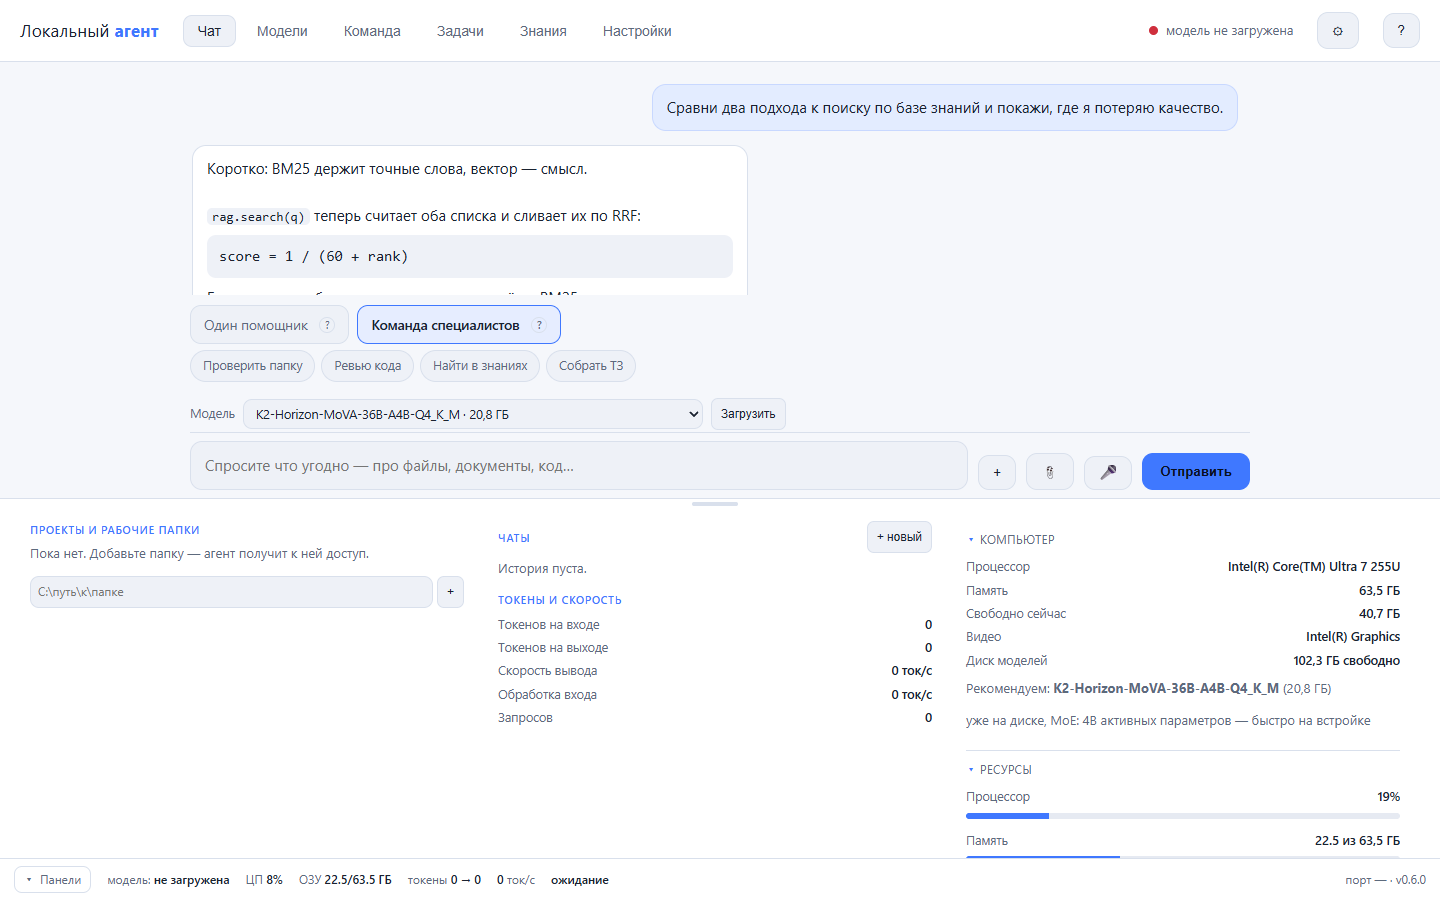 Локальный агент
Чат
Модели
Команда
Задачи
Знания
Настройки
модель не загружена
?
Сравни два подхода к поиску по базе знаний и покажи, где я потеряю качество.
Коротко: BM25 держит точные слова, вектор — смысл.
rag.search(q) теперь считает оба списка и сливает их по RRF:
score = 1 / (60 + rank)
Один помощник ?
Команда специалистов ?
Проверить папку
Ревью кода
Найти в знаниях
Собрать ТЗ
Модель
K2-Horizon-MoVA-36B-A4B-Q4_K_M · 20,8 ГБ
Загрузить
Спросите что угодно — про файлы, документы, код…
+
Отправить
ПРОЕКТЫ И РАБОЧИЕ ПАПКИ
Пока нет. Добавьте папку — агент получит к ней доступ.
C:\путь\к\папке
+
ЧАТЫ
+ новый
История пуста.
ТОКЕНЫ И СКОРОСТЬ
Токенов на входе 0
Токенов на выходе 0
Скорость вывода 0 ток/с
Обработка входа 0 ток/с
Запросов 0
КОМПЬЮТЕР
Процессор Intel(R) Core(TM) Ultra 7 255U
Память 63,5 ГБ
Свободно сейчас 40,7 ГБ
Видео Intel(R) Graphics
Диск моделей 102,3 ГБ свободно
Рекомендуем: K2-Horizon-MoVA-36B-A4B-Q4_K_M (20,8 ГБ)
уже на диске, MoE: 4B активных параметров — быстро на встройке
РЕСУРСЫ
Процессор 19%
Память 22.5 из 63,5 ГБ
Панели
модель: не загружена
ЦП 8%
ОЗУ 22.5/63.5 ГБ
токены 0 → 0
0 ток/с
ожидание
порт — · v0.6.0